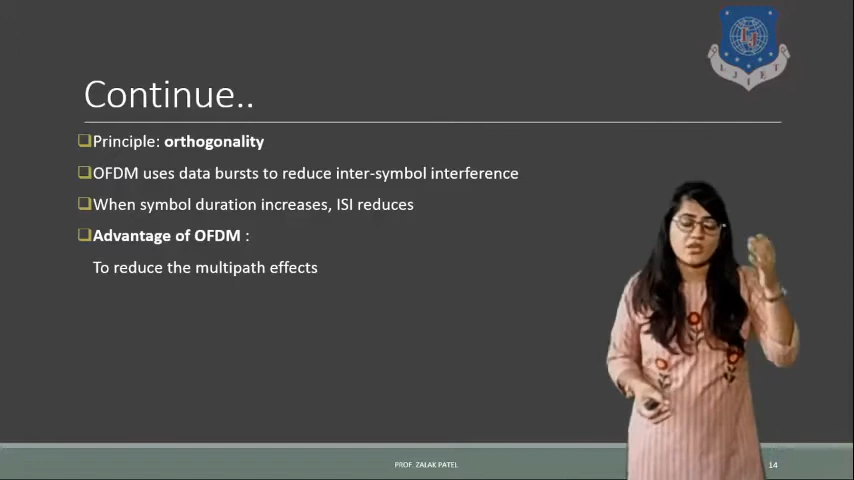 LJIET
Continue..
Principle: orthogonality
OFDM uses data bursts to reduce inter-symbol interference
When symbol duration increases, ISI reduces
Advantage of OFDM :
To reduce the multipath effects
PROF. ZALAK PATEL
14